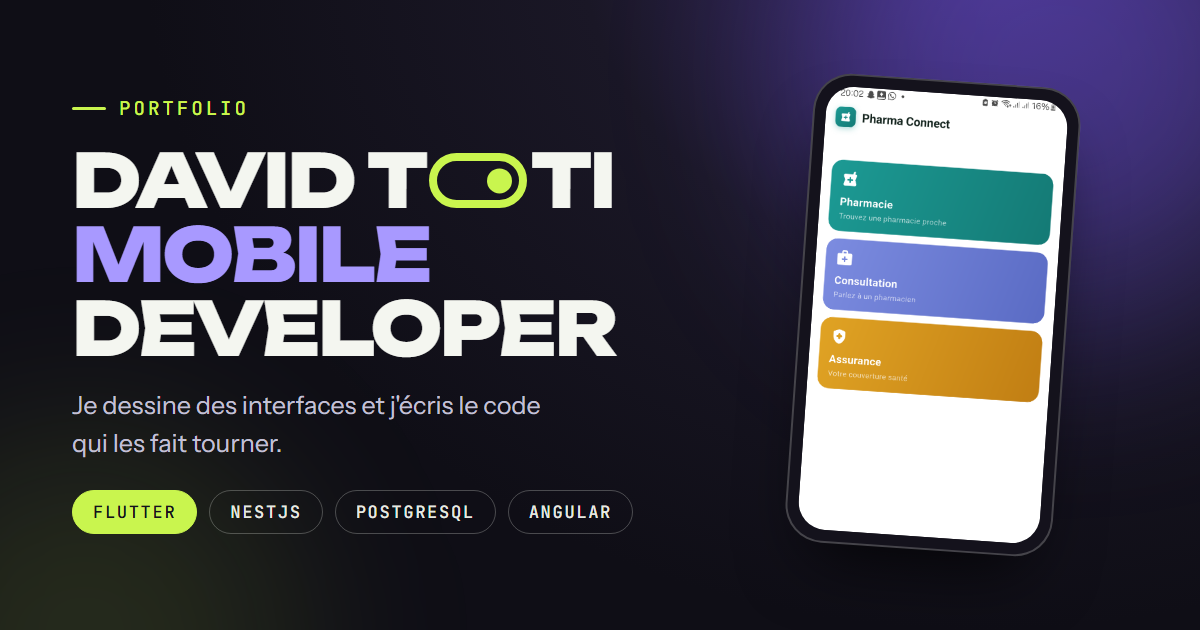 PORTFOLIO
DAVID TOTI
MOBILE
DEVELOPER
Je dessine des interfaces et j'écris le code
qui les fait tourner.
FLUTTER
NESTJS
POSTGRESQL
ANGULAR
20:02
16%
Pharma Connect
Pharmacie
Trouvez une pharmacie proche
Consultation
Parlez à un pharmacien
Assurance
Votre couverture santé